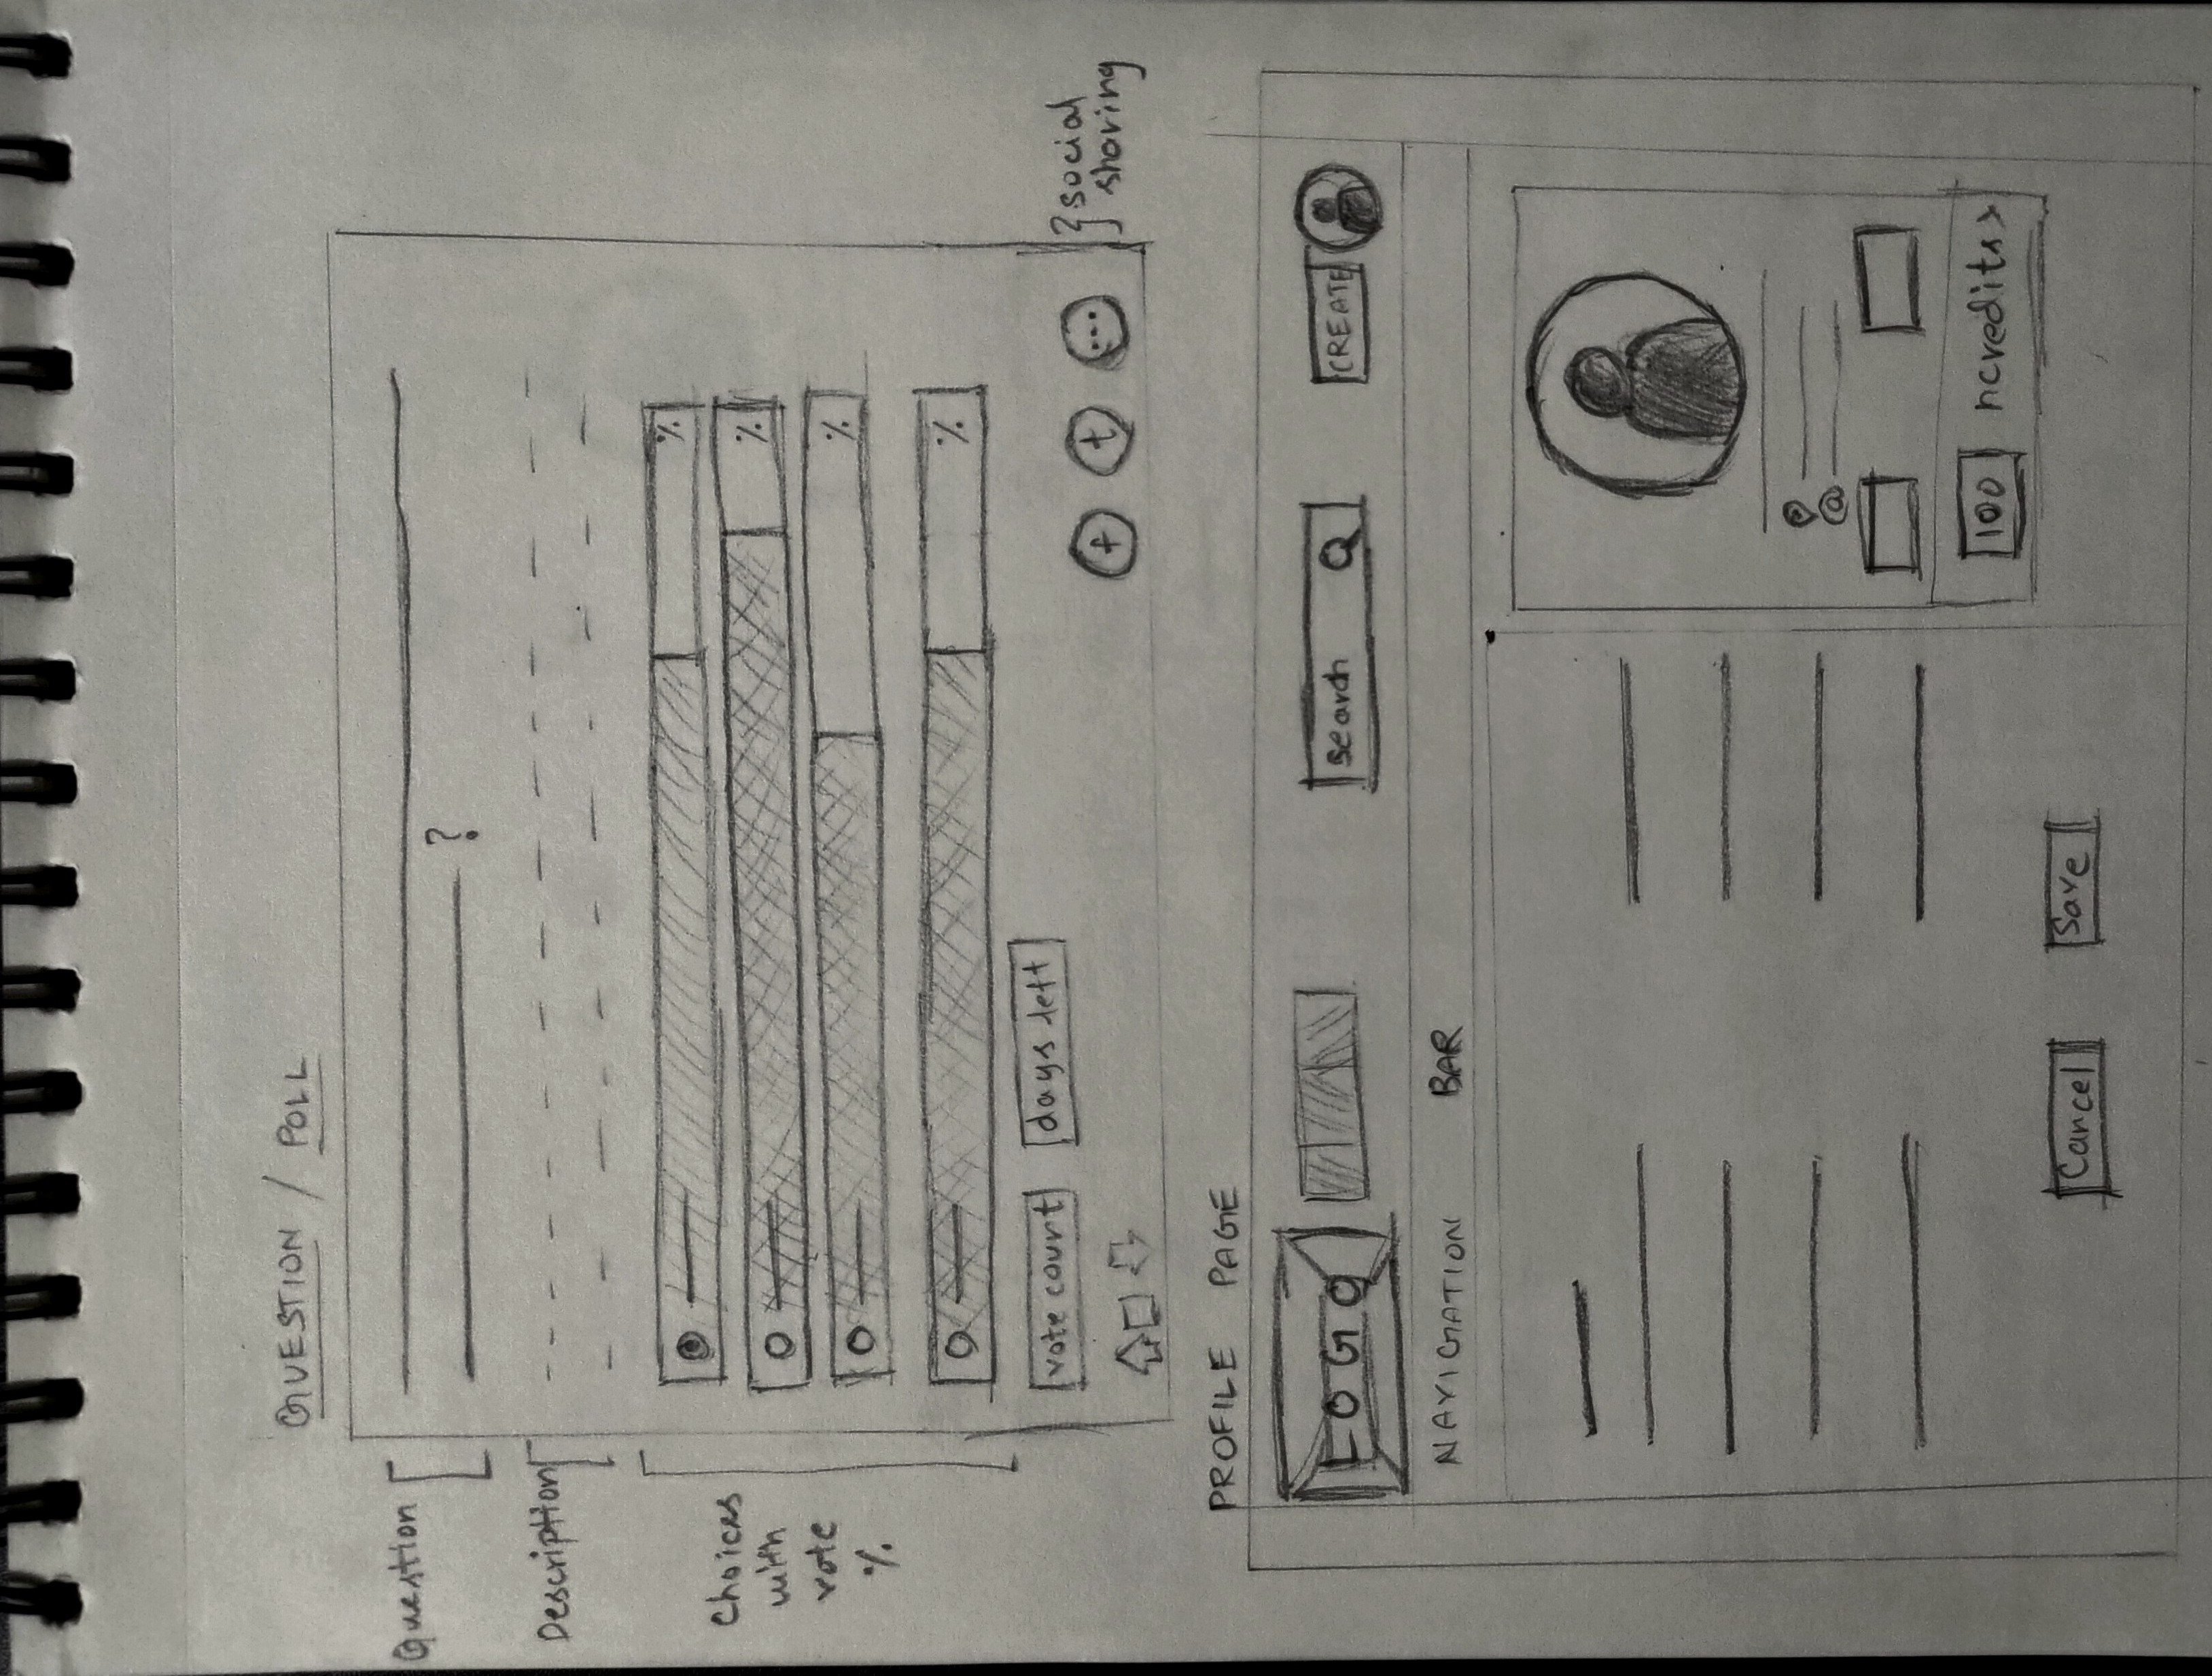 QUESTION / POLL
Question
?
Description
Choices
with
vote
%
%
%
%
%
vote count
days left
f
t
...
social
sharing
PROFILE PAGE
LOGO
search
CREATE
NAVIGATION BAR
@
100 ncredits >
Cancel
Save